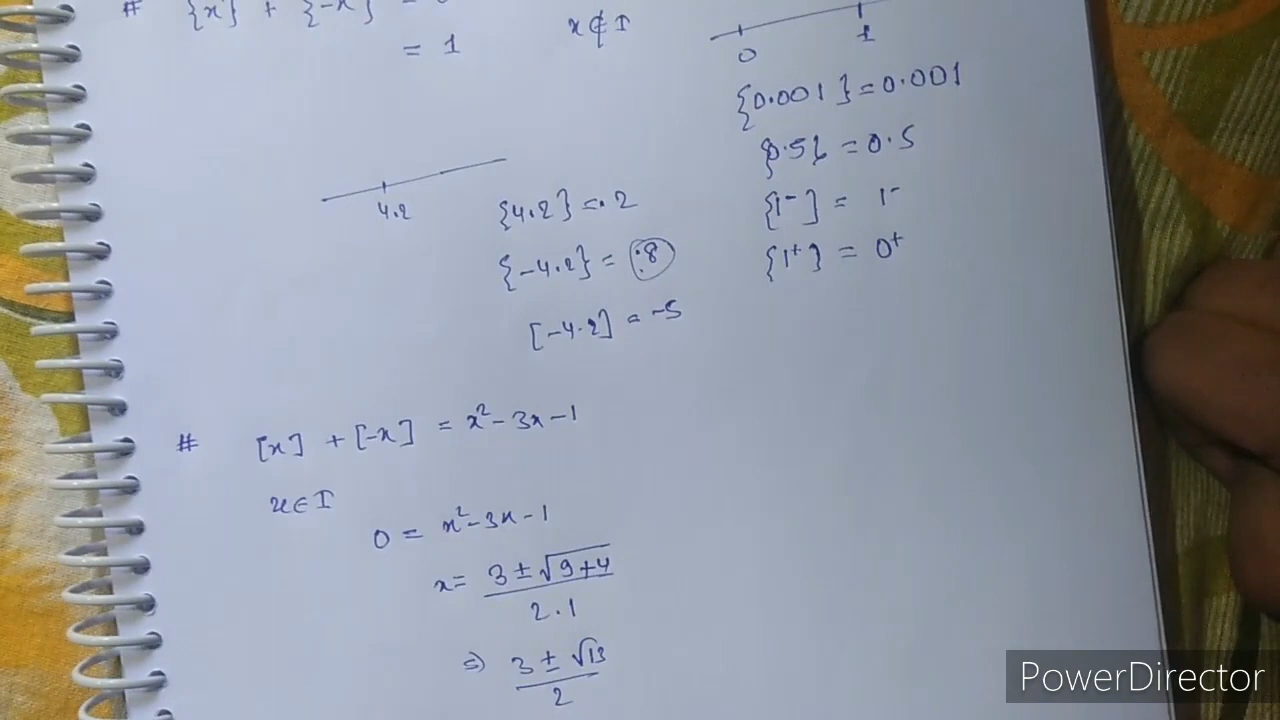 # {x} + {-x} =
= 1 x ∉ I
0 1
{0.001} = 0.001
{0.5} = 0.5
{1⁻} = 1⁻
{1⁺} = 0⁺
4.2
{4.2} = .2
{-4.2} = .8
[-4.2] = -5
# [x] + [-x] = x² - 3x - 1
x ∈ I
0 = x² - 3x - 1
x = 3 ± √9+4 / 2.1
=) 3 ± √13 / 2
PowerDirector